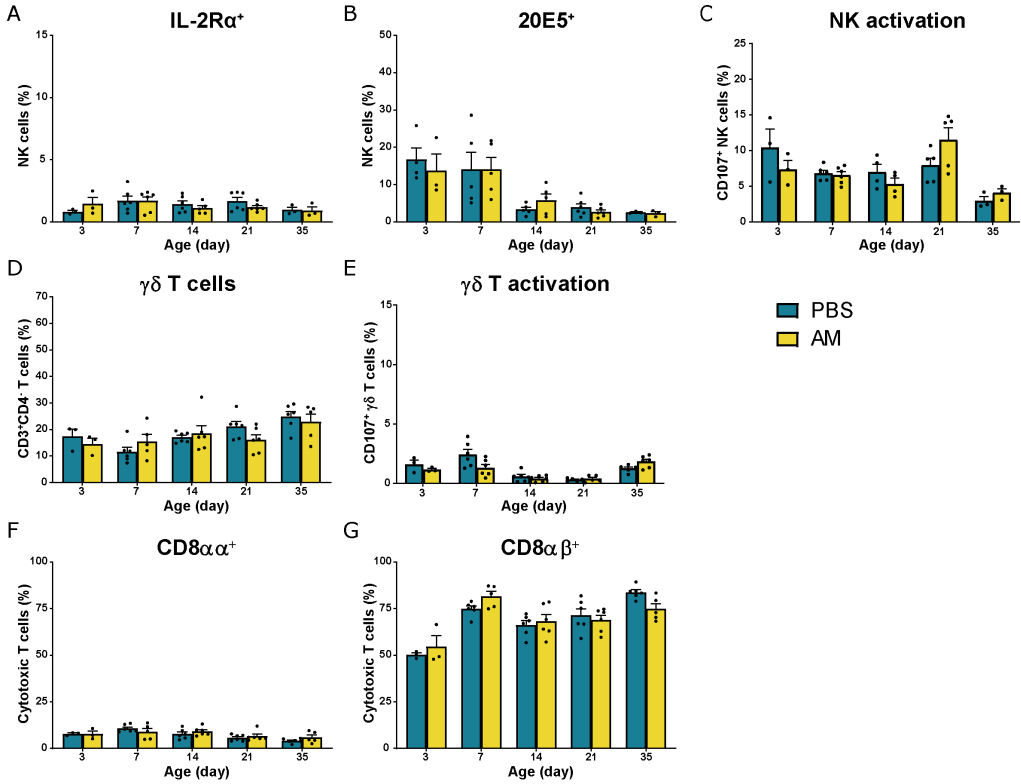 A
IL-2Rα⁺
NK cells (%)
15
10
5
0
3
7
14
21
35
Age (day)
B
20E5⁺
NK cells (%)
50
40
30
20
10
0
3
7
14
21
35
Age (day)
C
NK activation
CD107⁺ NK cells (%)
25
20
15
10
5
0
3
7
14
21
35
Age (day)
D
γδ T cells
CD3⁺CD4⁻ T cells (%)
70
60
50
40
30
20
10
0
3
7
14
21
35
Age (day)
E
γδ T activation
CD107⁺ γδ T cells (%)
15
10
5
0
3
7
14
21
35
Age (day)
PBS
AM
F
CD8αα⁺
Cytotoxic T cells (%)
100
75
50
25
0
3
7
14
21
35
Age (day)
G
CD8αβ⁺
Cytotoxic T cells (%)
100
75
50
25
0
3
7
14
21
35
Age (day)